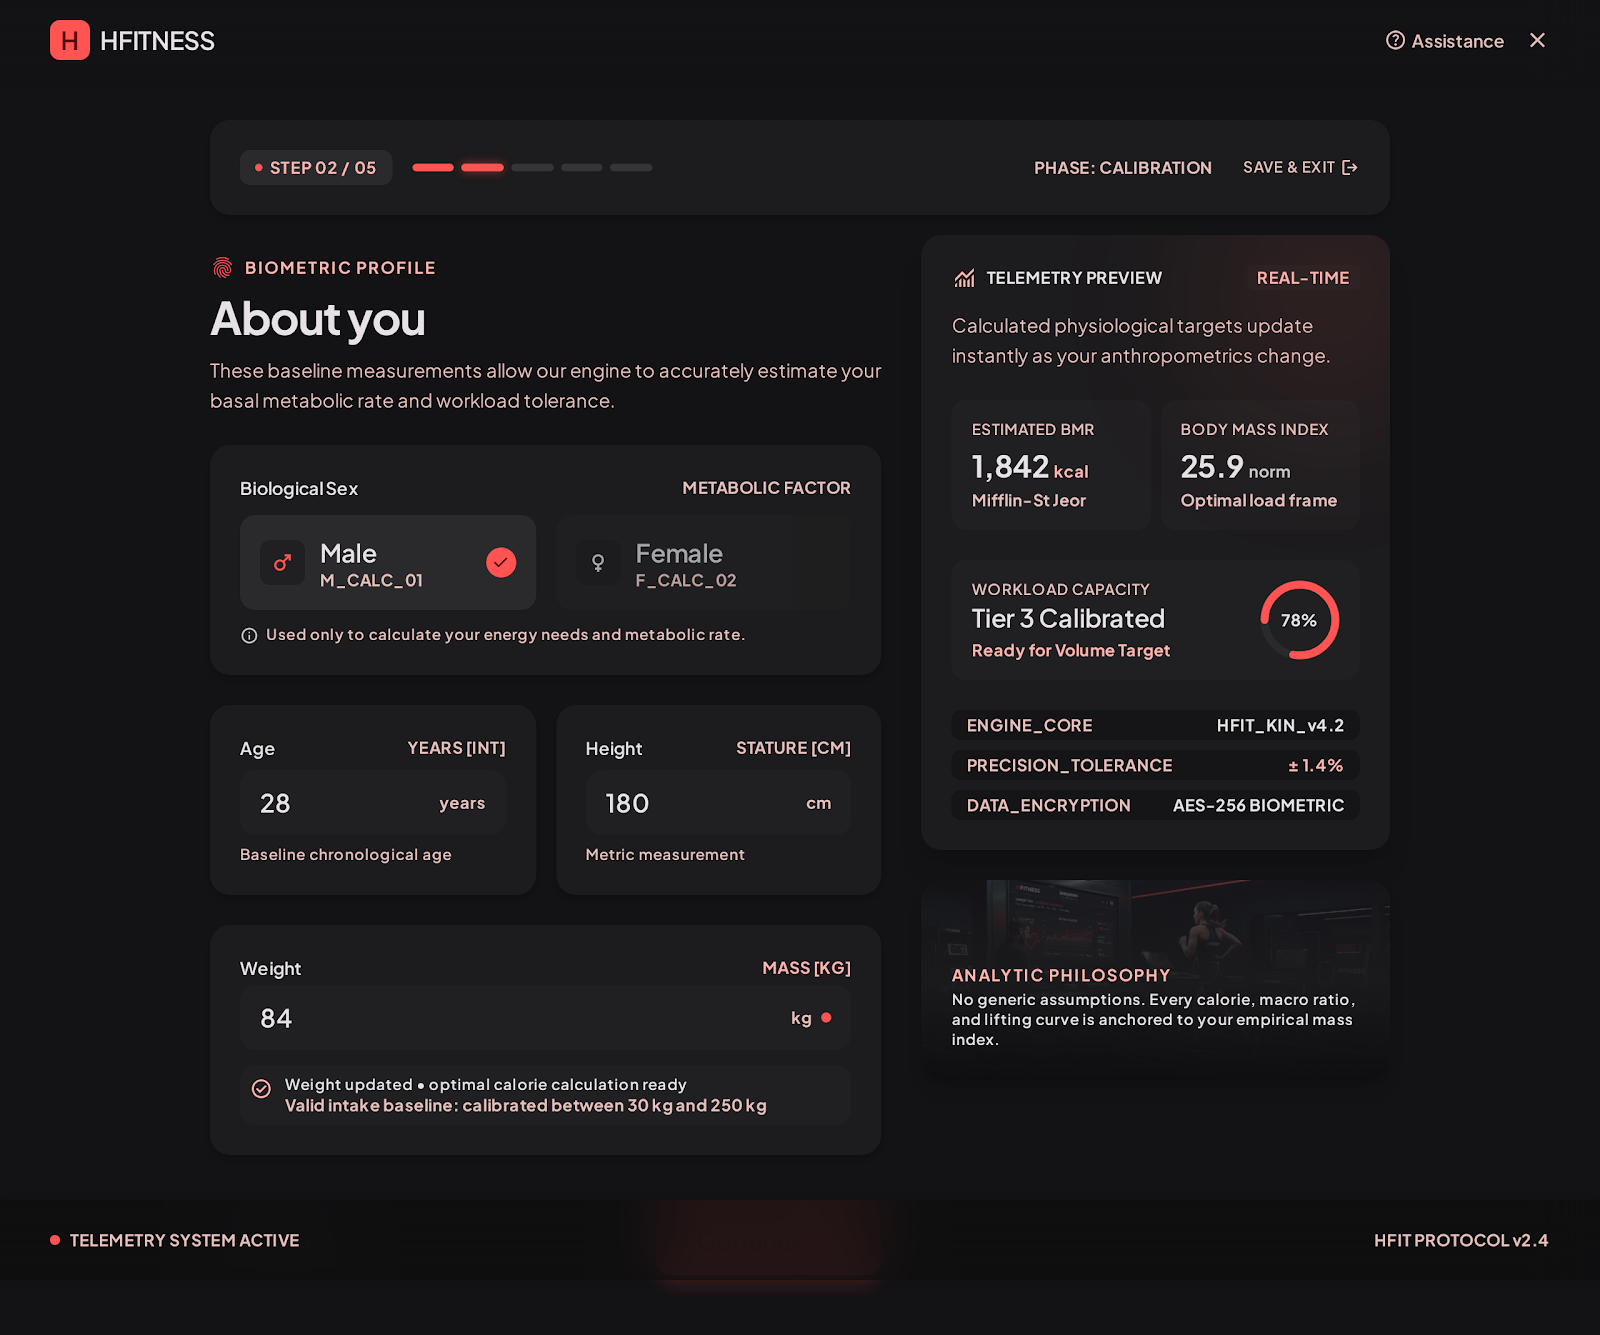 H HFITNESS
Assistance
STEP 02 / 05
PHASE: CALIBRATION
SAVE & EXIT
BIOMETRIC PROFILE
About you
These baseline measurements allow our engine to accurately estimate your
basal metabolic rate and workload tolerance.
Biological Sex
METABOLIC FACTOR
Male
M_CALC_01
Female
F_CALC_02
Used only to calculate your energy needs and metabolic rate.
Age
YEARS [INT]
28
years
Baseline chronological age
Height
STATURE [CM]
180
cm
Metric measurement
Weight
MASS [KG]
84
kg
Weight updated • optimal calorie calculation ready
Valid intake baseline: calibrated between 30 kg and 250 kg
TELEMETRY PREVIEW
REAL-TIME
Calculated physiological targets update
instantly as your anthropometrics change.
ESTIMATED BMR
1,842 kcal
Mifflin-St Jeor
BODY MASS INDEX
25.9 norm
Optimal load frame
WORKLOAD CAPACITY
Tier 3 Calibrated
Ready for Volume Target
78%
ENGINE_CORE
HFIT_KIN_v4.2
PRECISION_TOLERANCE
± 1.4%
DATA_ENCRYPTION
AES-256 BIOMETRIC
HFITNESS
ANALYTIC PHILOSOPHY
No generic assumptions. Every calorie, macro ratio,
and lifting curve is anchored to your empirical mass
index.
TELEMETRY SYSTEM ACTIVE
HFIT PROTOCOL v2.4